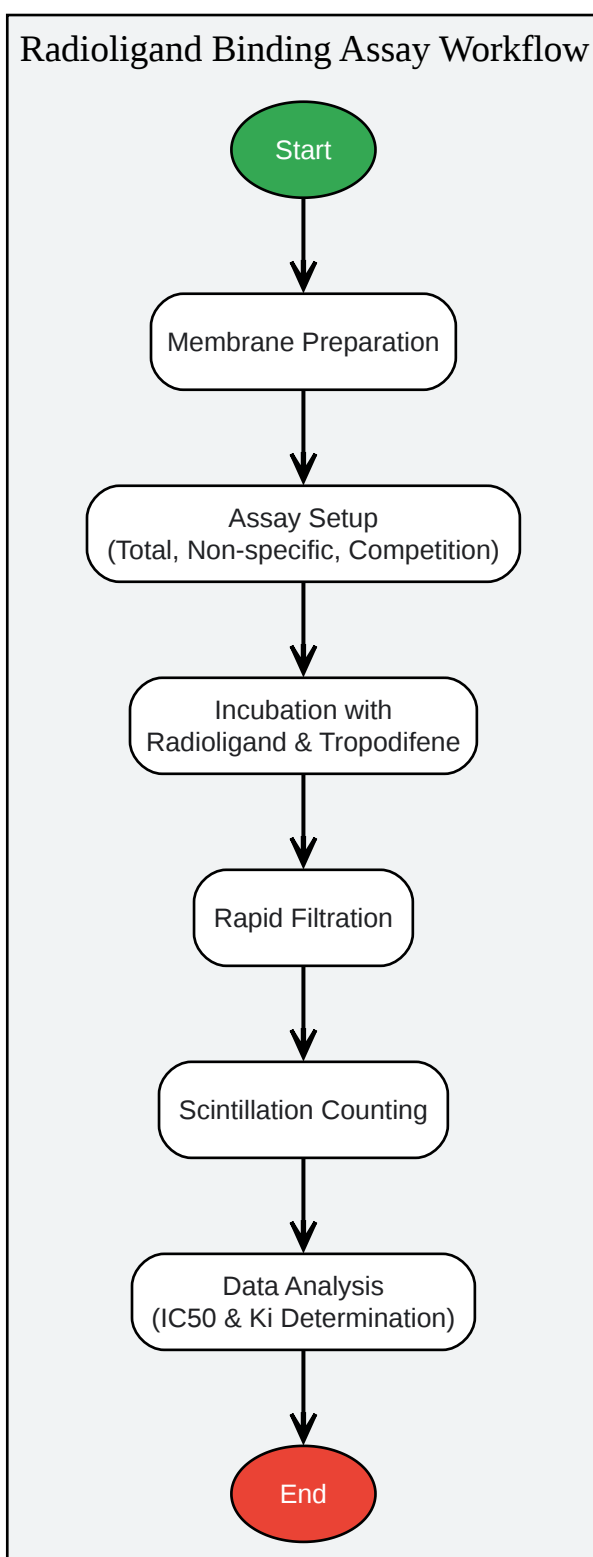 Radioligand Binding Assay Workflow
Start
Membrane Preparation
Assay Setup
(Total, Non-specific, Competition)
Incubation with
Radioligand & Tropodifene
Rapid Filtration
Scintillation Counting
Data Analysis
(IC50 & Ki Determination)
End